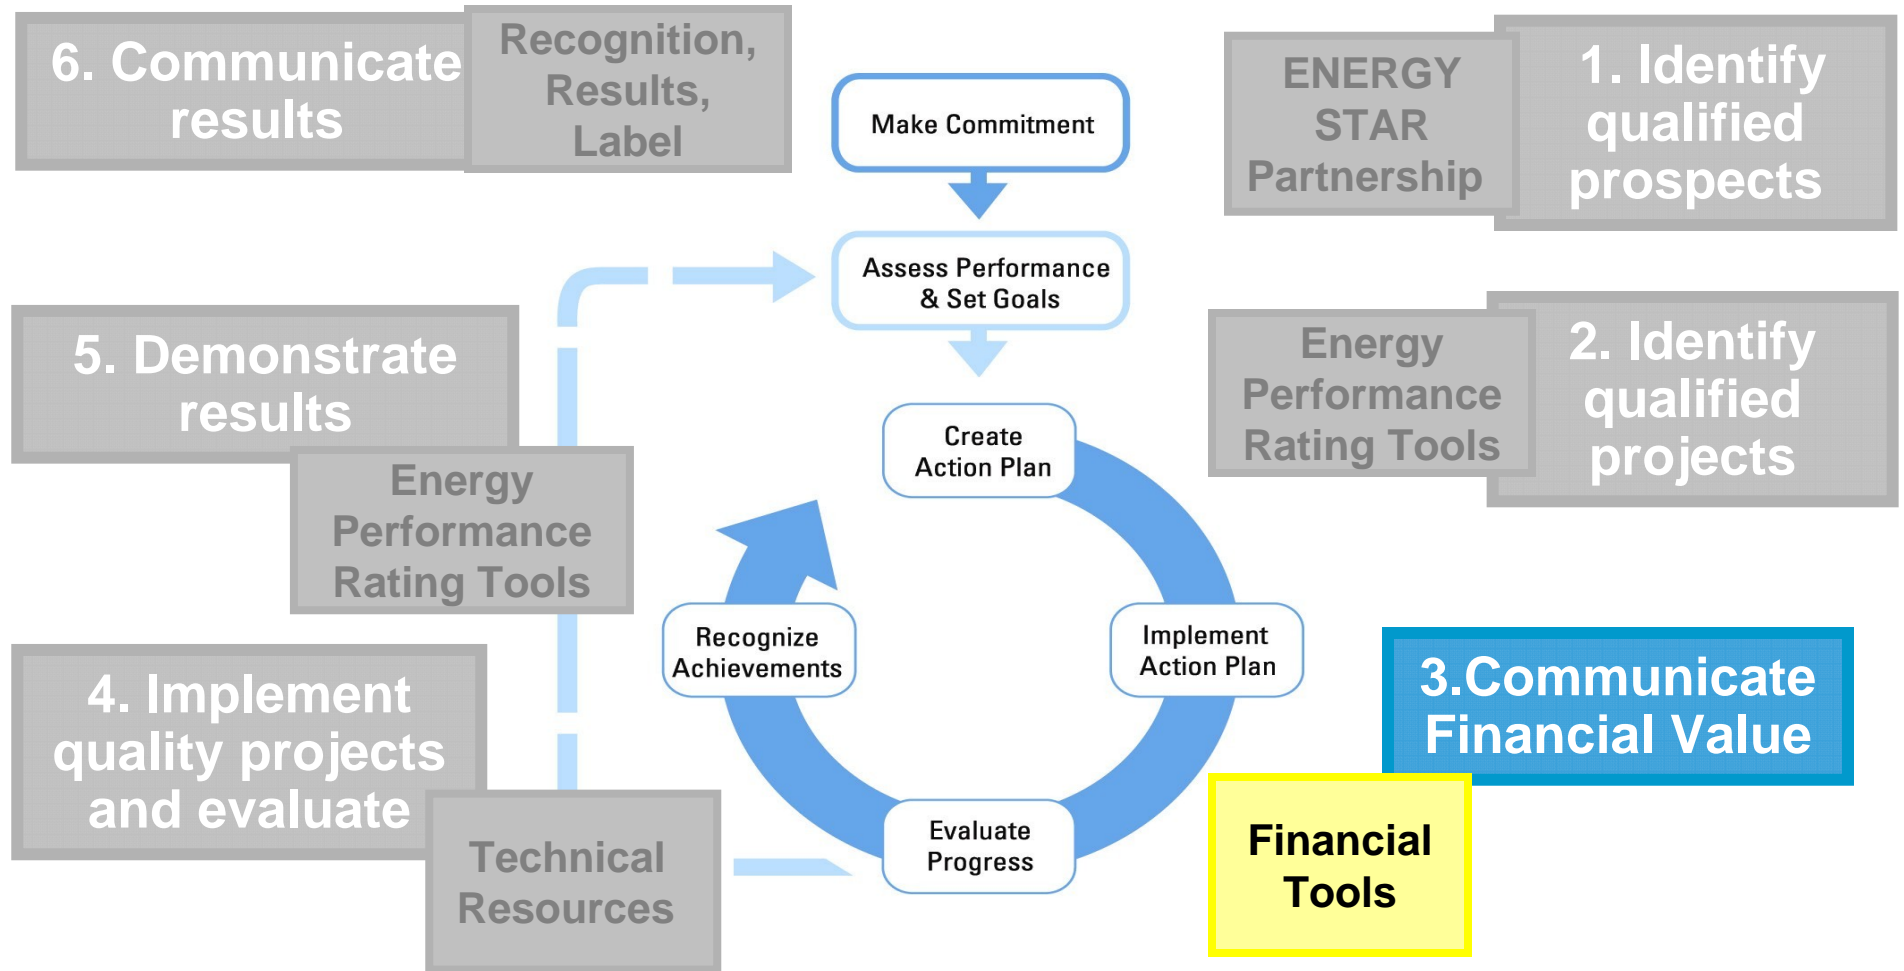 6. Communicate
results
Recognition,
Results,
Label
Make Commitment
ENERGY
STAR
Partnership
1. Identify
qualified
prospects
Assess Performance
& Set Goals
5. Demonstrate
results
Energy
Performance
Rating Tools
Create
Action Plan
Energy
Performance
Rating Tools
2. Identify
qualified
projects
Recognize
Achievements
Implement
Action Plan
4. Implement
quality projects
and evaluate
Technical
Resources
Evaluate
Progress
3.Communicate
Financial Value
Financial
Tools